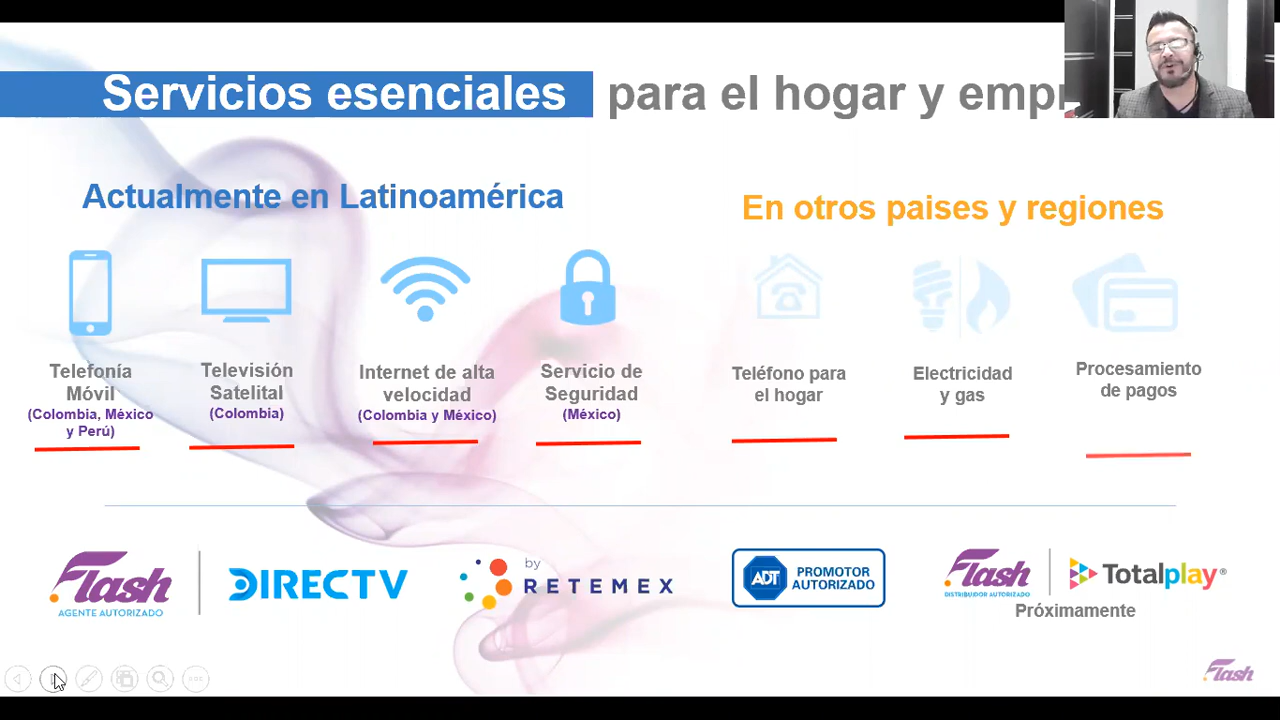 Servicios esenciales para el hogar y empr
Actualmente en Latinoamérica
En otros paises y regiones
Telefonía
Móvil
(Colombia, México
y Perú)
Televisión
Satelital
(Colombia)
Internet de alta
velocidad
(Colombia y México)
Servicio de
Seguridad
(México)
Teléfono para
el hogar
Electricidad
y gas
Procesamiento
de pagos
Flash
AGENTE AUTORIZADO
DIRECTV
by
RETEMEX
ADT
PROMOTOR
AUTORIZADO
Flash
DISTRIBUIDOR AUTORIZADO
Totalplay®
Próximamente
Flash